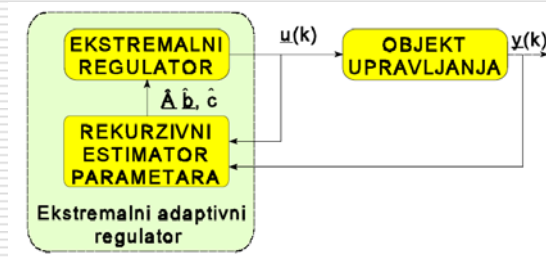 EKSTREMALNI
REGULATOR
u(k)
OBJEKT
UPRAVLJANJA
y(k)
Â b̂, ĉ
REKURZIVNI
ESTIMATOR
PARAMETARA
Ekstremalni adaptivni
regulator